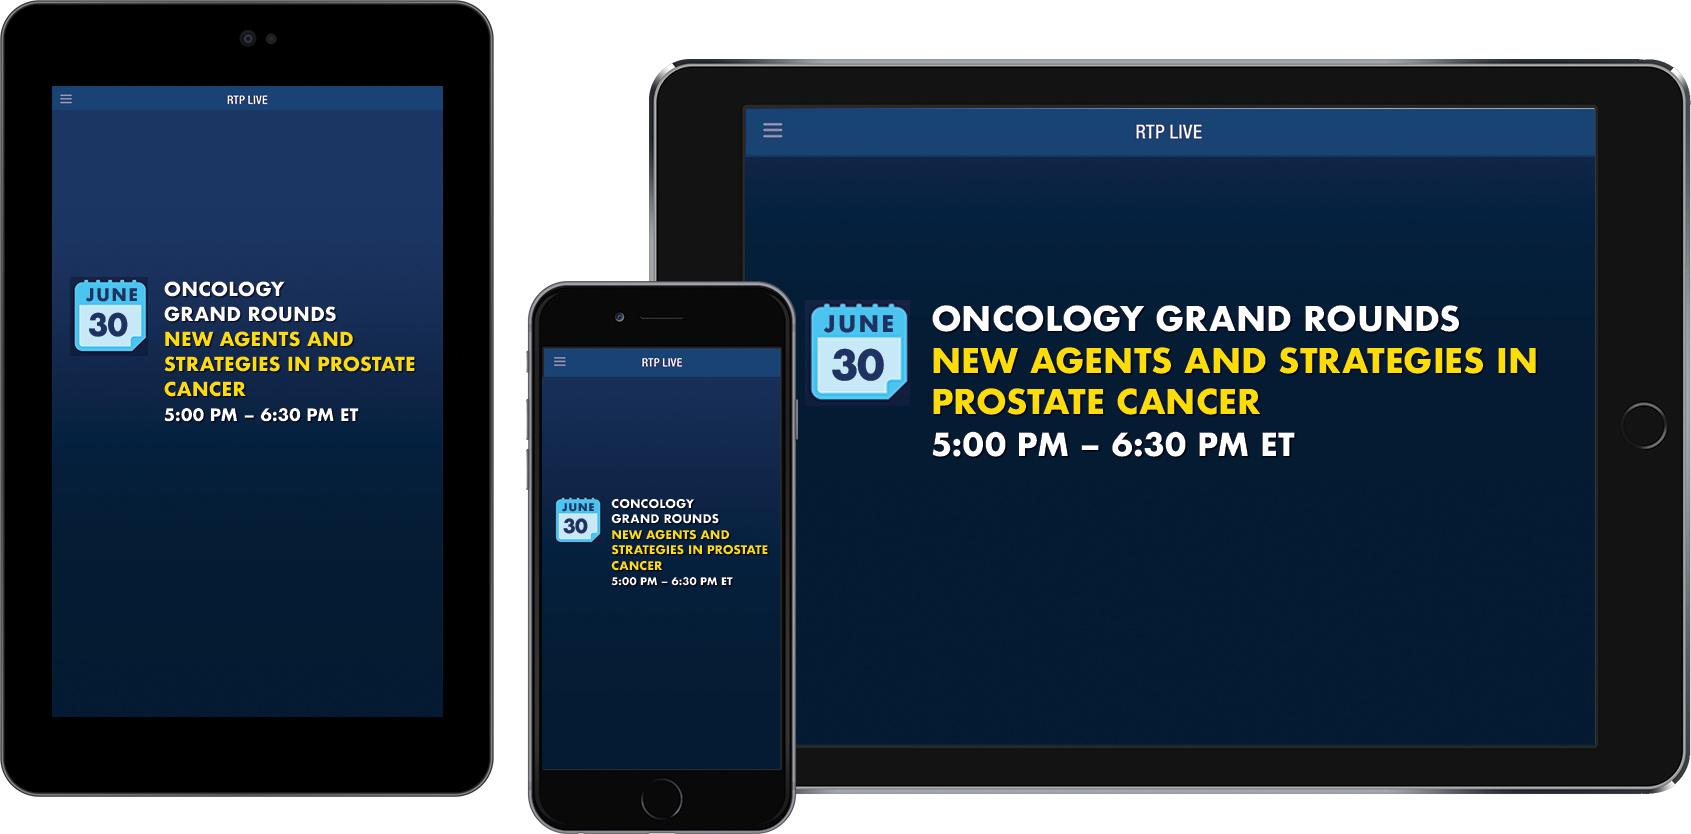 RTP LIVE
JUNE
30
ONCOLOGY
GRAND ROUNDS
NEW AGENTS AND
STRATEGIES IN PROSTATE
CANCER
5:00 PM – 6:30 PM ET
RTP LIVE
JUNE
30
CONCOLOGY
GRAND ROUNDS
NEW AGENTS AND
STRATEGIES IN PROSTATE
CANCER
5:00 PM – 6:30 PM ET
RTP LIVE
JUNE
30
ONCOLOGY GRAND ROUNDS
NEW AGENTS AND STRATEGIES IN
PROSTATE CANCER
5:00 PM – 6:30 PM ET